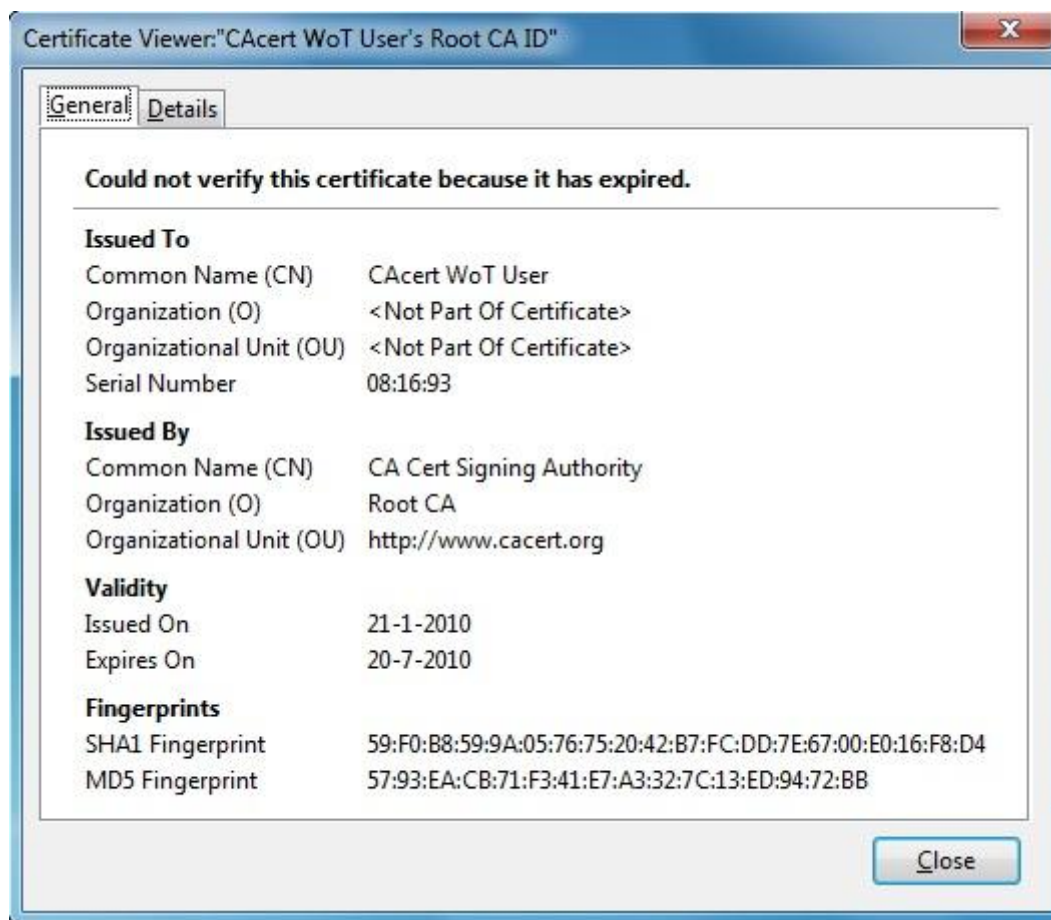 Certificate Viewer:"CAcert WoT User's Root CA ID"
General Details
Could not verify this certificate because it has expired.
Issued To
Common Name (CN) CAcert WoT User
Organization (O) <Not Part Of Certificate>
Organizational Unit (OU) <Not Part Of Certificate>
Serial Number 08:16:93
Issued By
Common Name (CN) CA Cert Signing Authority
Organization (O) Root CA
Organizational Unit (OU) http://www.cacert.org
Validity
Issued On 21-1-2010
Expires On 20-7-2010
Fingerprints
SHA1 Fingerprint 59:F0:B8:59:9A:05:76:75:20:42:B7:FC:DD:7E:67:00:E0:16:F8:D4
MD5 Fingerprint 57:93:EA:CB:71:F3:41:E7:A3:32:7C:13:ED:94:72:BB
Close